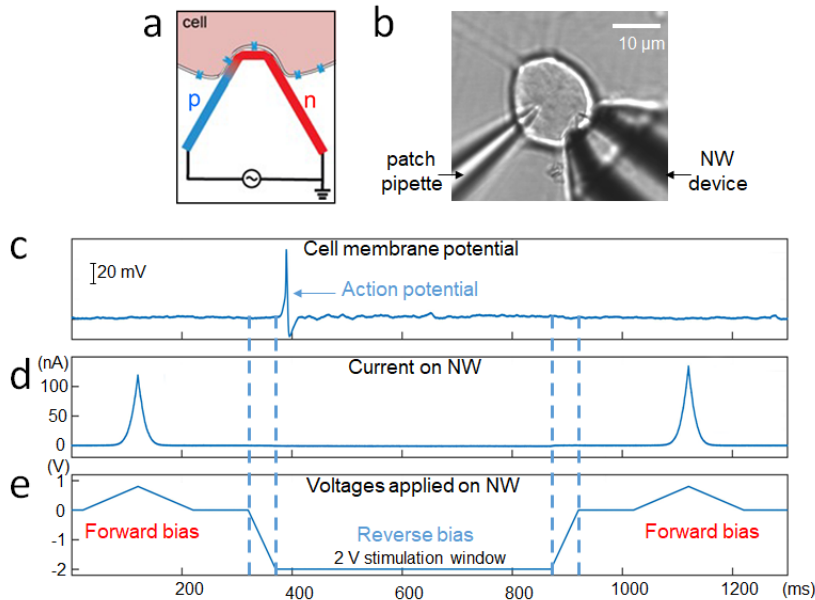 a
cell
p
n
b
10 µm
patch
pipette
NW
device
c
Cell membrane potential
20 mV
Action potential
d
(nA)
100
50
0
Current on NW
e
(V)
1
0
-1
-2
Voltages applied on NW
Forward bias
Reverse bias
2 V stimulation window
Forward bias
200
400
600
800
1000
1200
(ms)